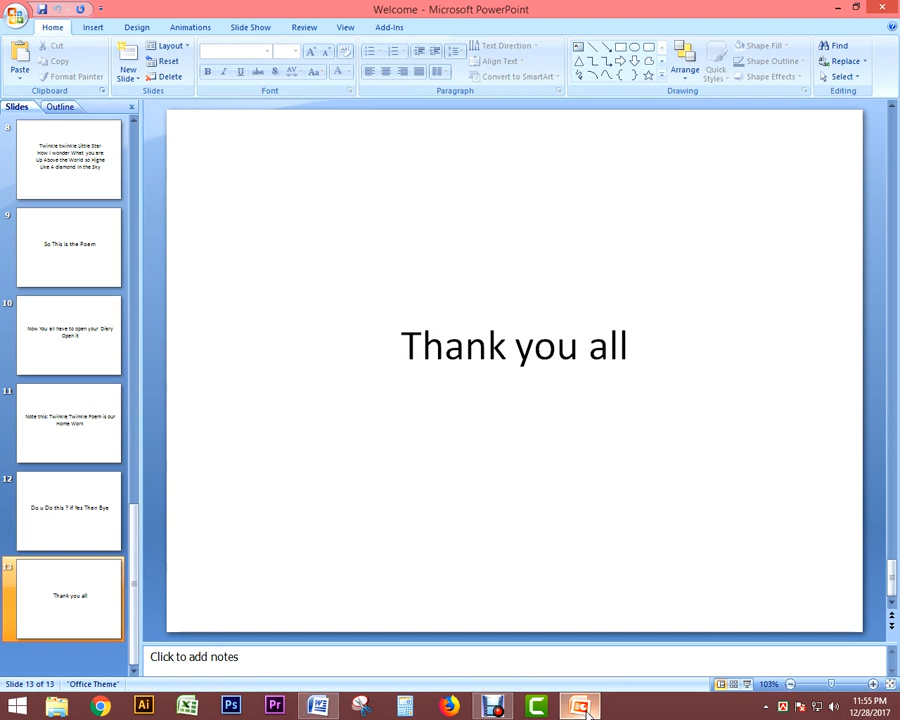 Welcome - Microsoft PowerPoint
Home Insert Design Animations Slide Show Review View Add-Ins
Cut
Copy
Format Painter
Paste
Clipboard
New Slide
Layout
Reset
Delete
Slides
Font
Text Direction
Align Text
Convert to SmartArt
Paragraph
Arrange
Quick Styles
Shape Fill
Shape Outline
Shape Effects
Drawing
Find
Replace
Select
Editing
Slides Outline
8
Twinkle twinkle Little Star
How I wonder What you are
Up Above the World so Highe
Like A diamond in the Sky
9
So This is the Poem
10
Now You all have to open your Diery
Open it
11
Note this: Twinkle Twinkle Poem is our
Home Work
12
Do u Do this ? if Yes Then Bye
13
Thank you all
Thank you all
Click to add notes
Slide 13 of 13 "Office Theme" 103%
Ai Ps Pr
11:55 PM
12/28/2017